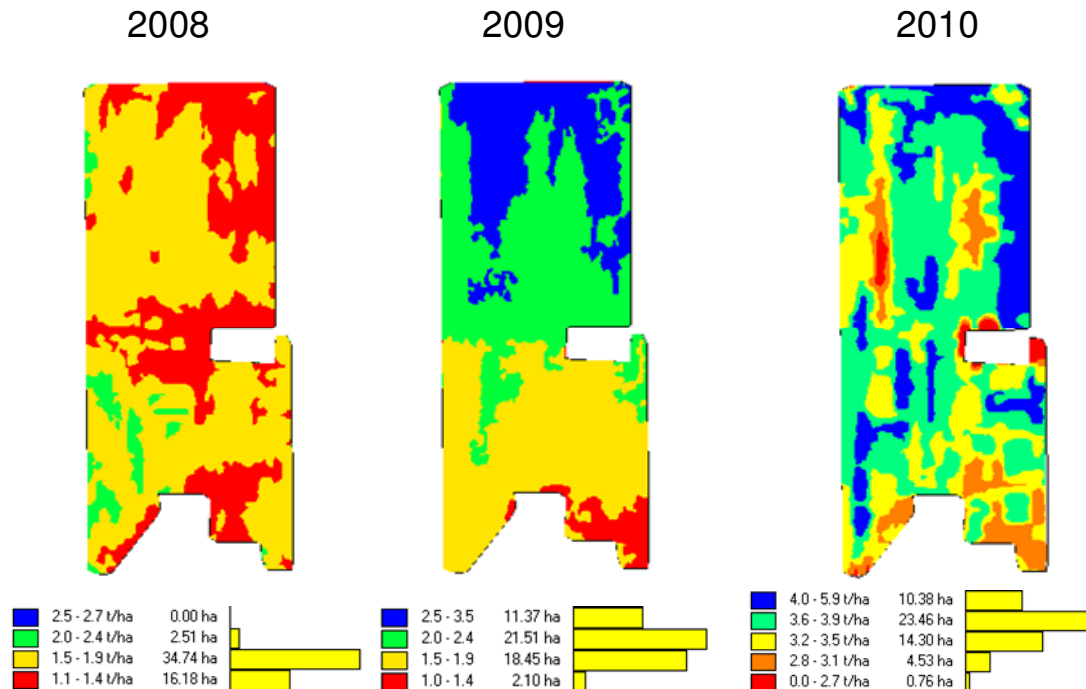 2008 2009 2010
2.5 - 2.7 t/ha 0.00 ha
2.0 - 2.4 t/ha 2.51 ha
1.5 - 1.9 t/ha 34.74 ha
1.1 - 1.4 t/ha 16.18 ha
2.5 - 3.5 11.37 ha
2.0 - 2.4 21.51 ha
1.5 - 1.9 18.45 ha
1.0 - 1.4 2.10 ha
4.0 - 5.9 t/ha 10.38 ha
3.6 - 3.9 t/ha 23.46 ha
3.2 - 3.5 t/ha 14.30 ha
2.8 - 3.1 t/ha 4.53 ha
0.0 - 2.7 t/ha 0.76 ha